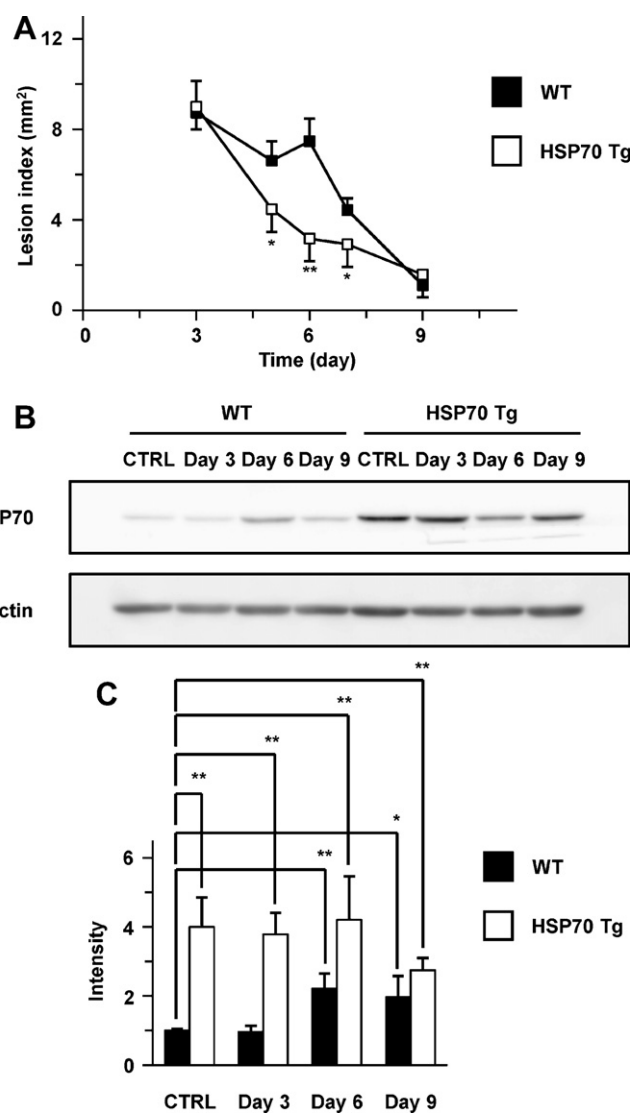 A
12
8
4
0
Lesion index (mm²)
0 3 6 9
Time (day)
WT
HSP70 Tg
*
**
*
B
WT HSP70 Tg
CTRL Day 3 Day 6 Day 9 CTRL Day 3 Day 6 Day 9
P70
ctin
C
**
**
**
**
*
**
6
4
2
0
Intensity
CTRL Day 3 Day 6 Day 9
WT
HSP70 Tg